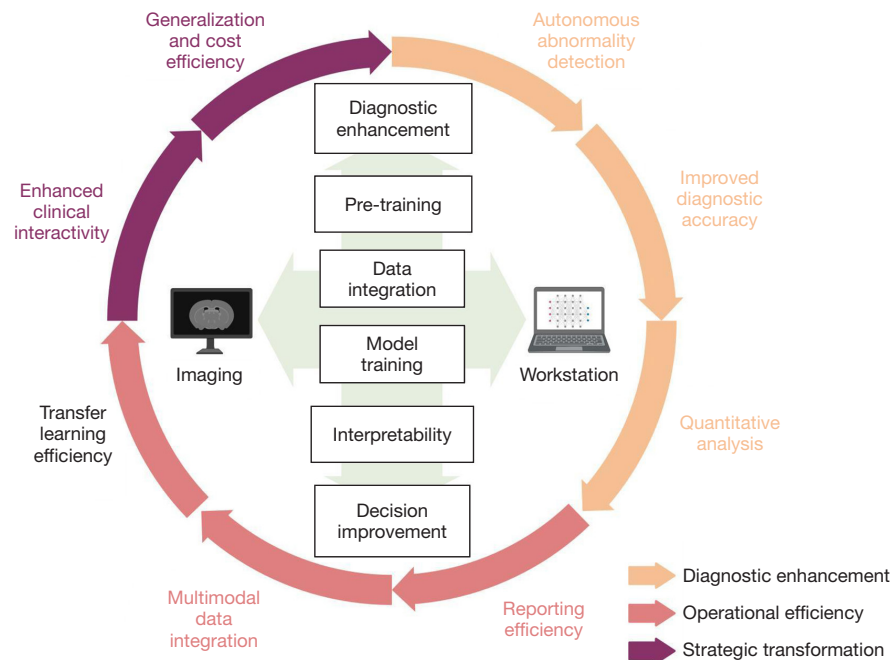 Generalization
and cost
efficiency
Autonomous
abnormality
detection
Diagnostic
enhancement
Enhanced
clinical
interactivity
Pre-training
Improved
diagnostic
accuracy
Data
integration
Imaging
Model
training
Workstation
Transfer
learning
efficiency
Interpretability
Quantitative
analysis
Decision
improvement
Multimodal
data
integration
Reporting
efficiency
Diagnostic enhancement
Operational efficiency
Strategic transformation